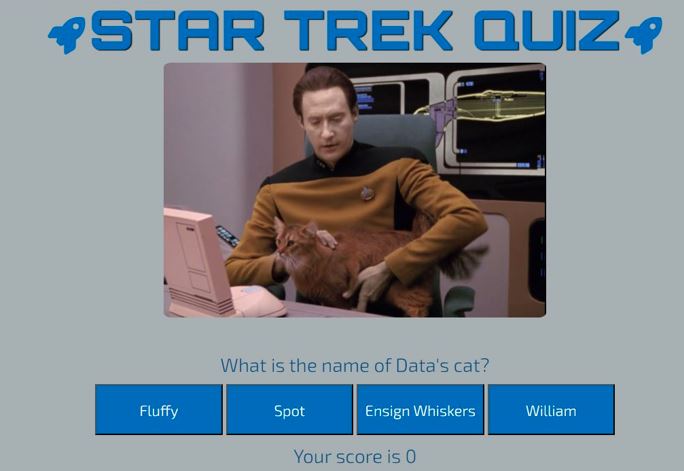 STAR TREK QUIZ
What is the name of Data's cat?
Fluffy Spot Ensign Whiskers William
Your score is 0